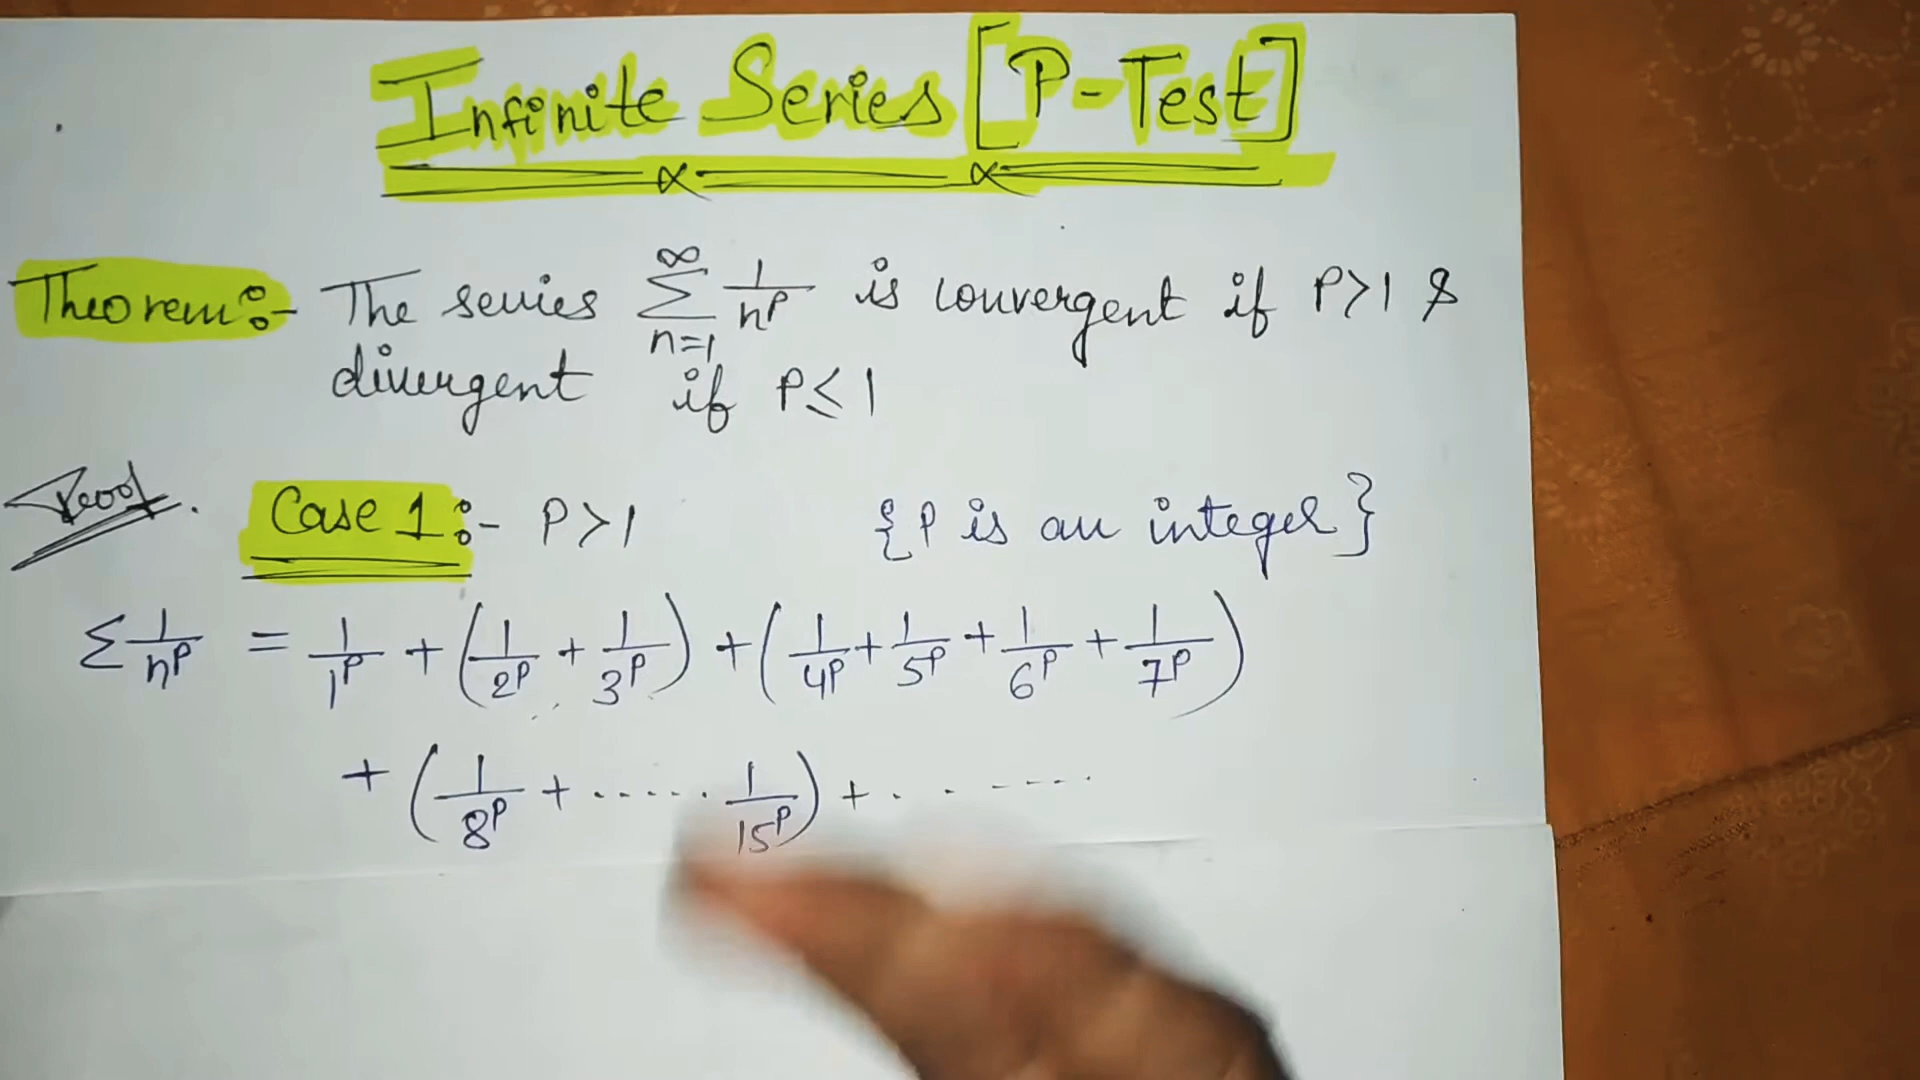 Infinite Series [P-Test]
Theorem:- The series ∑_{n=1}^{∞} 1/n^p is convergent if P>1 &
divergent if P≤1
Proof. Case 1:- P>1 {P is an integer}
∑ 1/n^p = 1/1^p + (1/2^p + 1/3^p) + (1/4^p + 1/5^p + 1/6^p + 1/7^p)
+ (1/8^p + ..... 1/15^p) + .......